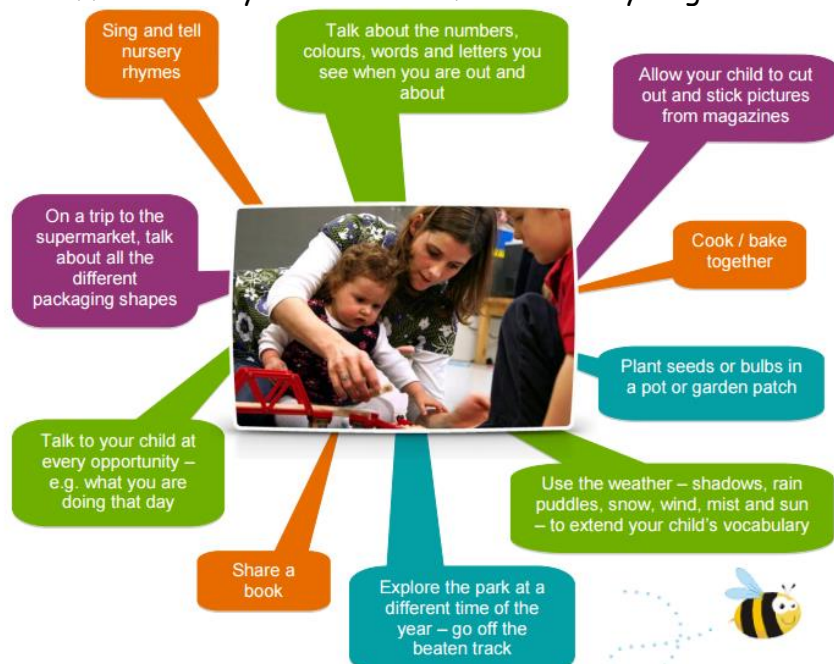 Sing and tell
nursery
rhymes
Talk about the numbers,
colours, words and letters you
see when you are out and
about
Allow your child to cut
out and stick pictures
from magazines
On a trip to the
supermarket, talk
about all the
different
packaging shapes
Cook / bake
together
Plant seeds or bulbs in
a pot or garden patch
Talk to your child at
every opportunity –
e.g. what you are
doing that day
Use the weather – shadows, rain
puddles, snow, wind, mist and sun
– to extend your child's vocabulary
Share a
book
Explore the park at a
different time of the
year – go off the
beaten track